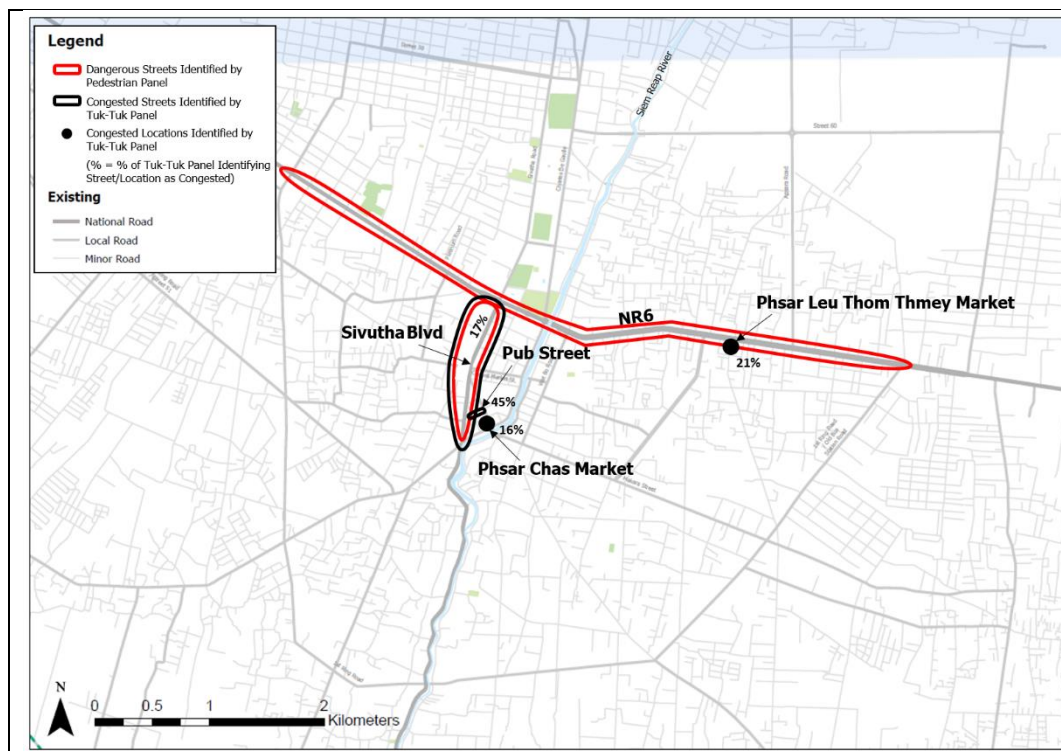 Legend
Dangerous Streets Identified by
Pedestrian Panel
Congested Streets Identified by
Tuk-Tuk Panel
Congested Locations Identified by
Tuk-Tuk Panel
(% = % of Tuk-Tuk Panel Identifying
Street/Location as Congested)
Existing
National Road
Local Road
Minor Road
Siem Reap River
Street 60
Phsar Leu Thom Thmey Market
NR6
21%
17%
Sivutha Blvd
Pub Street
45%
16%
Phsar Chas Market
N
0 0.5 1 2
Kilometers